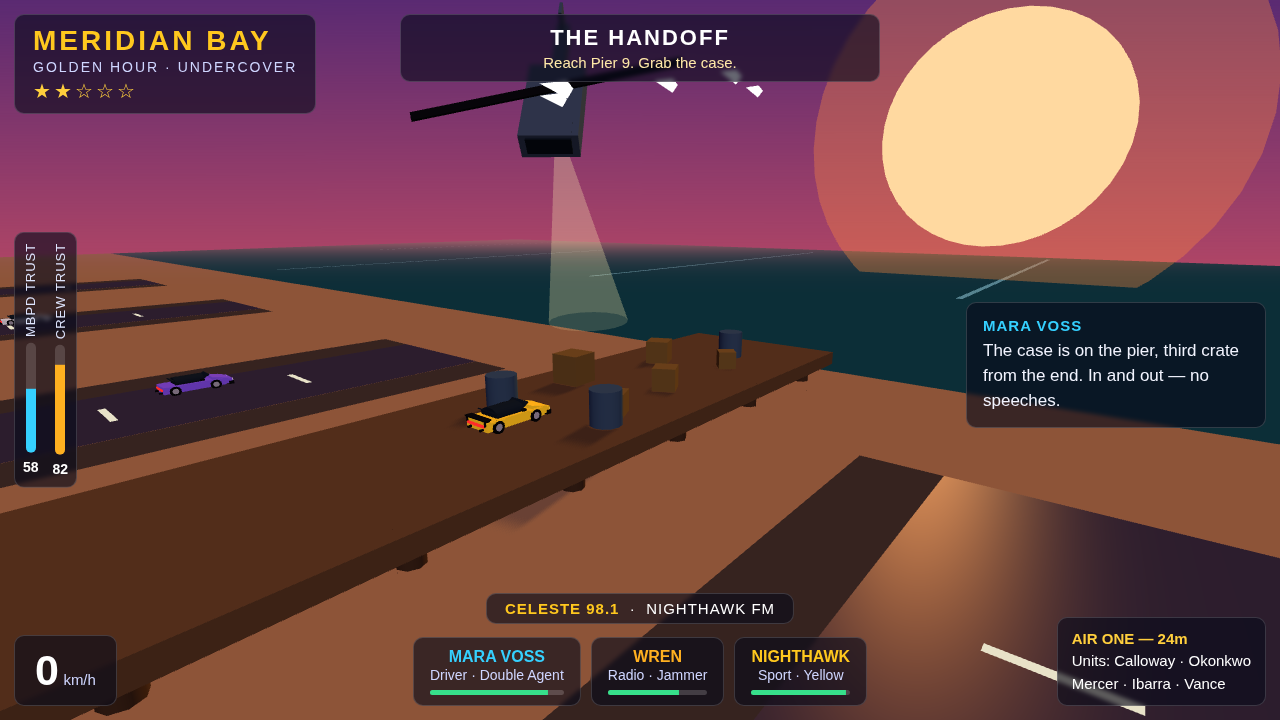 MERIDIAN BAY
GOLDEN HOUR · UNDERCOVER
★★☆☆☆
THE HANDOFF
Reach Pier 9. Grab the case.
MBPD TRUST
58
CREW TRUST
82
MARA VOSS
The case is on the pier, third crate
from the end. In and out — no
speeches.
CELESTE 98.1 · NIGHTHAWK FM
0 km/h
MARA VOSS
Driver · Double Agent
WREN
Radio · Jammer
NIGHTHAWK
Sport · Yellow
AIR ONE — 24m
Units: Calloway · Okonkwo
Mercer · Ibarra · Vance